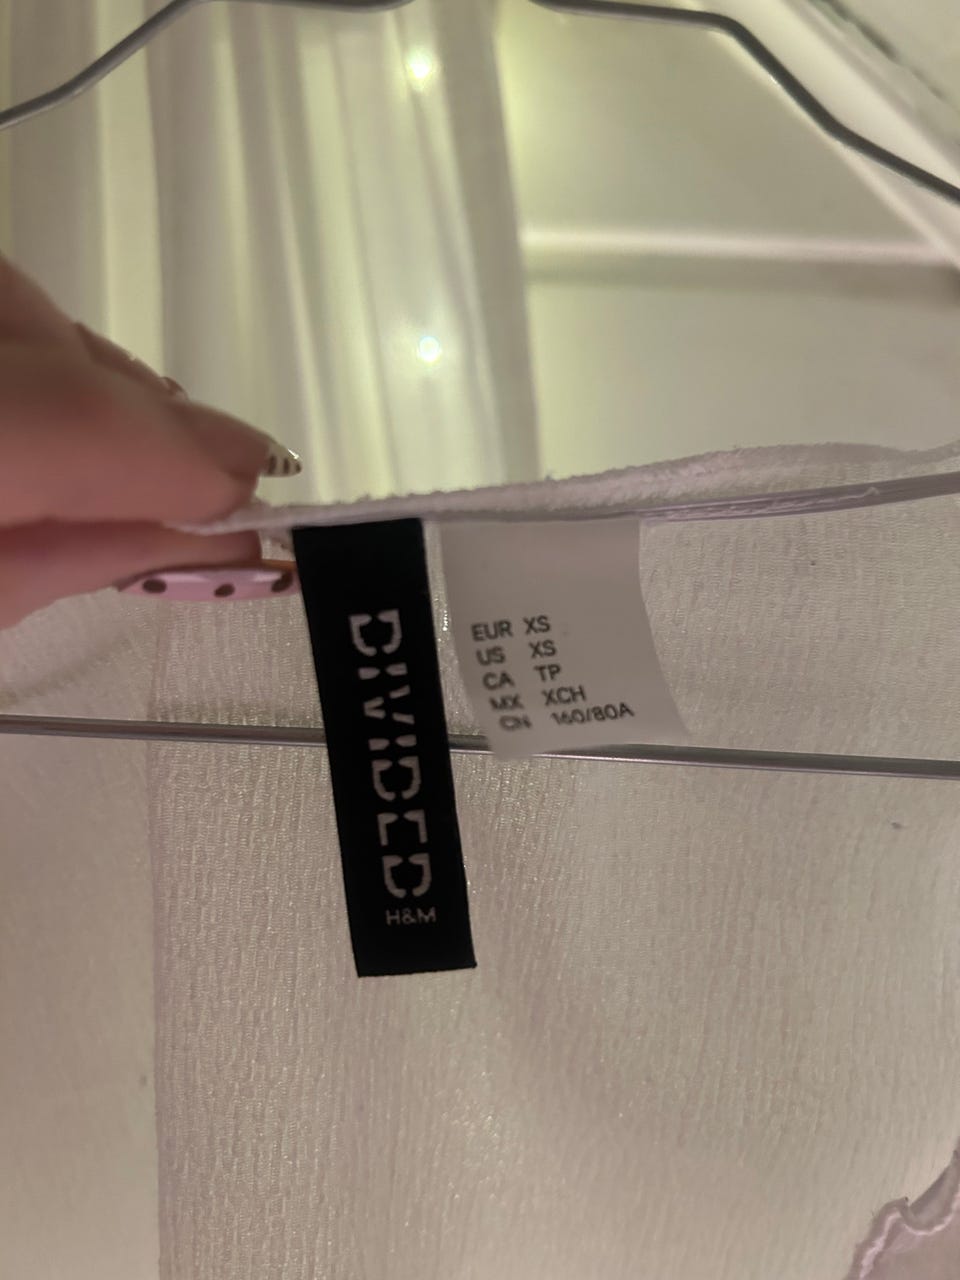 DIVIDED
H&M
EUR XS
US XS
CA TP
MX XCH
CN 160/80A